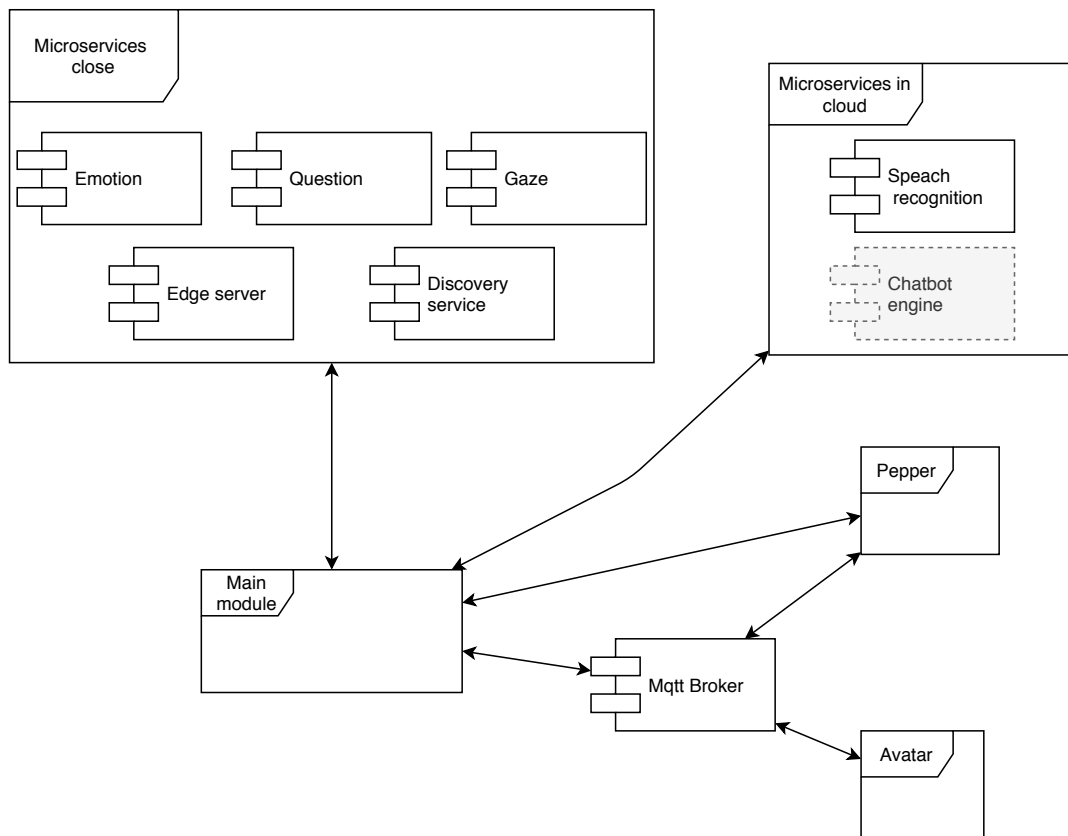 Microservices
close
Microservices in
cloud
Emotion
Question
Gaze
Speach
recognition
Edge server
Discovery
service
Chatbot
engine
Pepper
Main
module
Mqtt Broker
Avatar